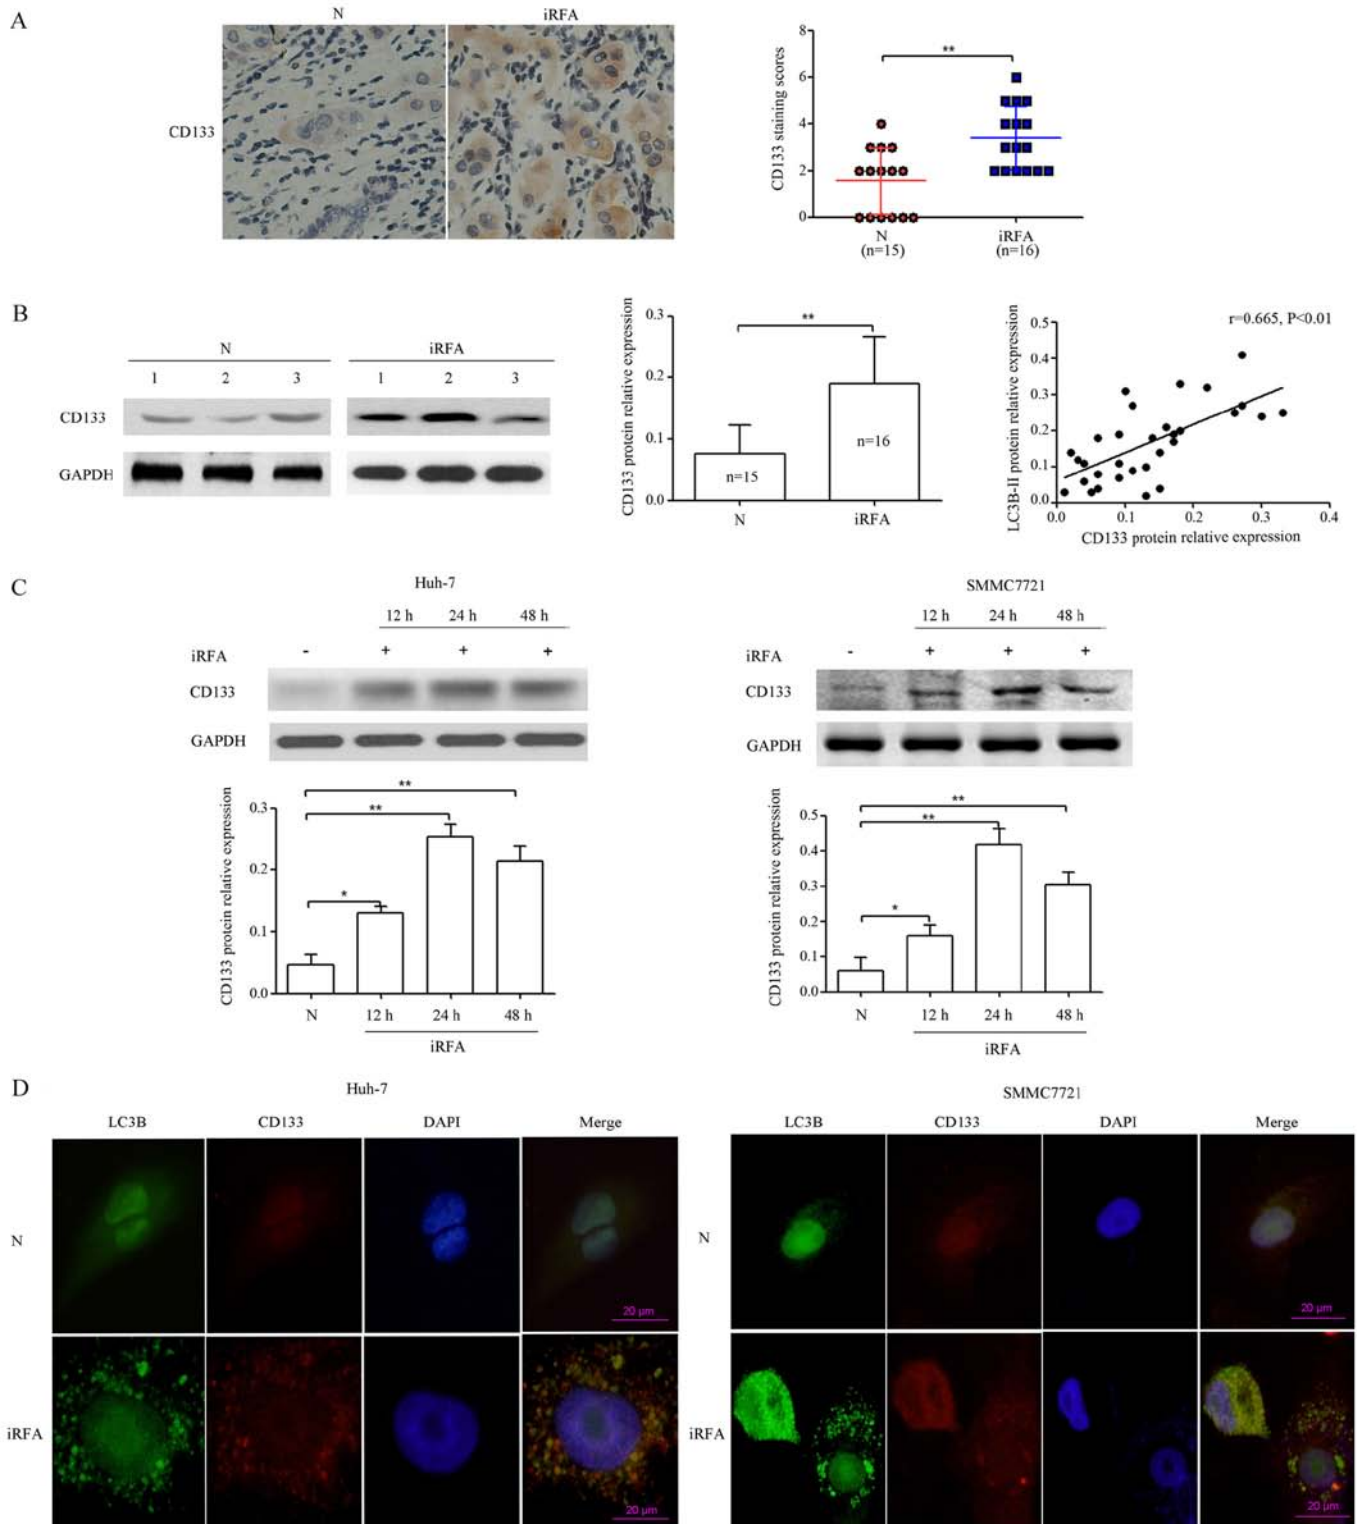 A
N
iRFA
CD133
CD133 staining scores
8
6
4
2
0
**
N
(n=15)
iRFA
(n=16)
B
N
iRFA
1
2
3
1
2
3
CD133
GAPDH
CD133 protein relative expression
0.3
0.2
0.1
0.0
**
n=15
n=16
N
iRFA
LC3B-II protein relative expression
r=0.665, P<0.01
0.5
0.4
0.3
0.2
0.1
0.0
0.0
0.1
0.2
0.3
0.4
CD133 protein relative expression
C
Huh-7
12 h
24 h
48 h
iRFA
-
+
+
+
CD133
GAPDH
CD133 protein relative expression
0.3
0.2
0.1
0.0
**
**
*
N
12 h
24 h
48 h
iRFA
SMMC7721
12 h
24 h
48 h
iRFA
-
+
+
+
CD133
GAPDH
CD133 protein relative expression
0.5
0.4
0.3
0.2
0.1
0.0
**
**
*
N
12 h
24 h
48 h
iRFA
D
Huh-7
LC3B
CD133
DAPI
Merge
N
20 μm
iRFA
20 μm
SMMC7721
LC3B
CD133
DAPI
Merge
N
20 μm
iRFA
20 μm